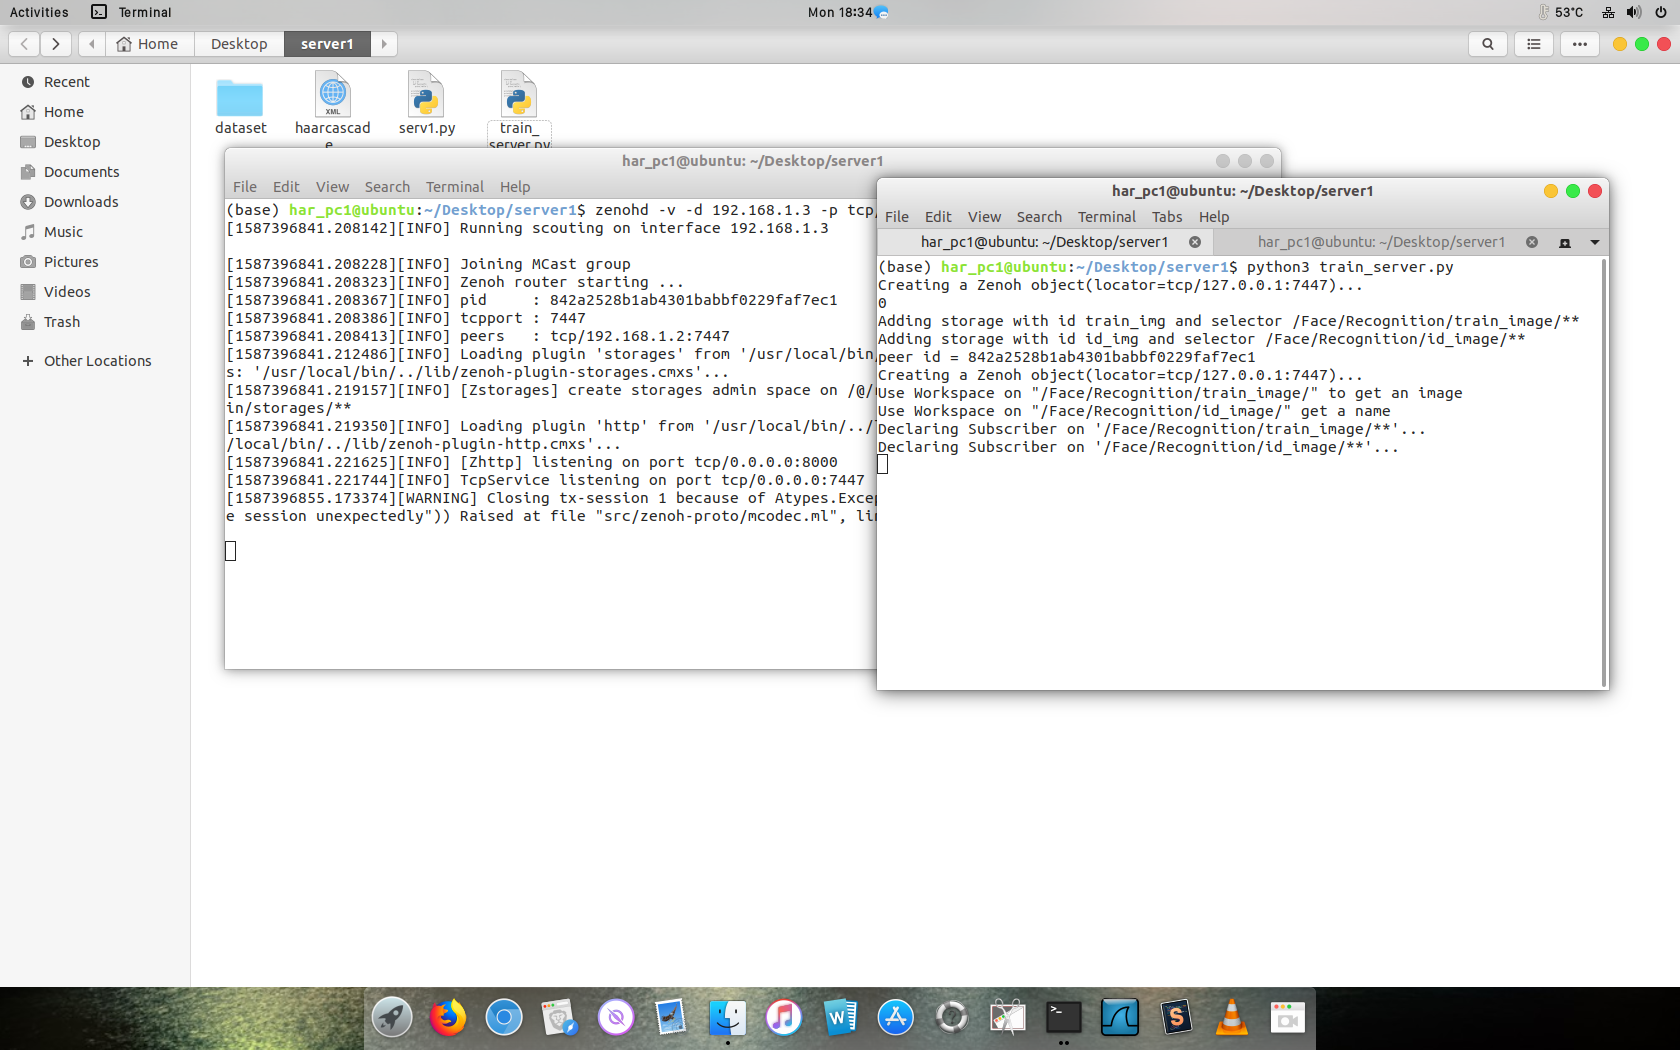 Activities Terminal Mon 18:34 53°C
Home Desktop server1
Recent
Home
Desktop
Documents
Downloads
Music
Pictures
Videos
Trash
Other Locations
dataset
haarcascad
e
XML
serv1.py
train_
server.py
har_pc1@ubuntu: ~/Desktop/server1
File Edit View Search Terminal Help
(base) har_pc1@ubuntu:~/Desktop/server1$ zenohd -v -d 192.168.1.3 -p tcp/
[1587396841.208142][INFO] Running scouting on interface 192.168.1.3
[1587396841.208228][INFO] Joining MCast group
[1587396841.208323][INFO] Zenoh router starting ...
[1587396841.208367][INFO] pid     : 842a2528b1ab4301babbf0229faf7ec1
[1587396841.208386][INFO] tcpport : 7447
[1587396841.208413][INFO] peers   : tcp/192.168.1.2:7447
[1587396841.212486][INFO] Loading plugin 'storages' from '/usr/local/bin/
s: '/usr/local/bin/../lib/zenoh-plugin-storages.cmxs'...
[1587396841.219157][INFO] [Zstorages] create storages admin space on /@/
in/storages/**
[1587396841.219350][INFO] Loading plugin 'http' from '/usr/local/bin/../
/local/bin/../lib/zenoh-plugin-http.cmxs'...
[1587396841.221625][INFO] [Zhttp] listening on port tcp/0.0.0.0:8000
[1587396841.221744][INFO] TcpService listening on port tcp/0.0.0.0:7447
[1587396855.173374][WARNING] Closing tx-session 1 because of Atypes.Excep
e session unexpectedly")) Raised at file "src/zenoh-proto/mcodec.ml", lin
har_pc1@ubuntu: ~/Desktop/server1
File Edit View Search Terminal Tabs Help
har_pc1@ubuntu: ~/Desktop/server1 har_pc1@ubuntu: ~/Desktop/server1
(base) har_pc1@ubuntu:~/Desktop/server1$ python3 train_server.py
Creating a Zenoh object(locator=tcp/127.0.0.1:7447)...
0
Adding storage with id train_img and selector /Face/Recognition/train_image/**
Adding storage with id id_img and selector /Face/Recognition/id_image/**
peer id = 842a2528b1ab4301babbf0229faf7ec1
Creating a Zenoh object(locator=tcp/127.0.0.1:7447)...
Use Workspace on "/Face/Recognition/train_image/" to get an image
Use Workspace on "/Face/Recognition/id_image/" get a name
Declaring Subscriber on '/Face/Recognition/train_image/**'...
Declaring Subscriber on '/Face/Recognition/id_image/**'...